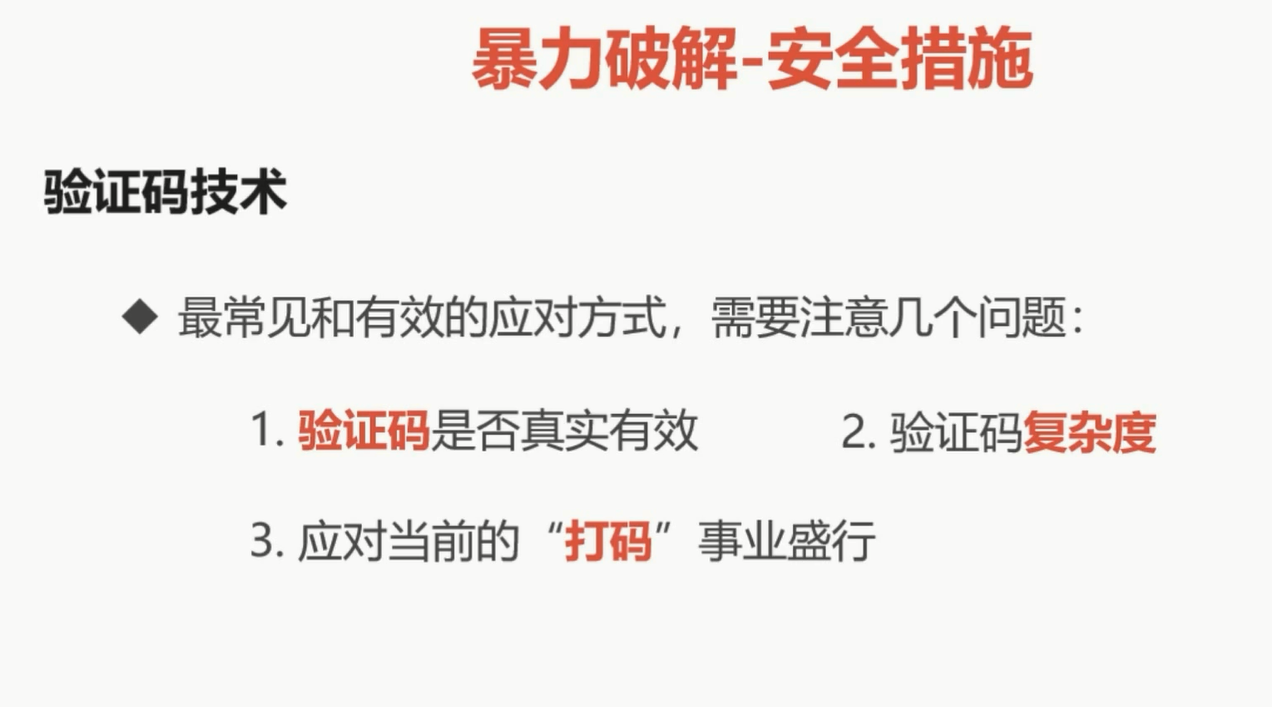 暴力破解-安全措施
验证码技术
◆ 最常见和有效的应对方式，需要注意几个问题：
1. 验证码是否真实有效 2. 验证码复杂度
3. 应对当前的“打码”事业盛行